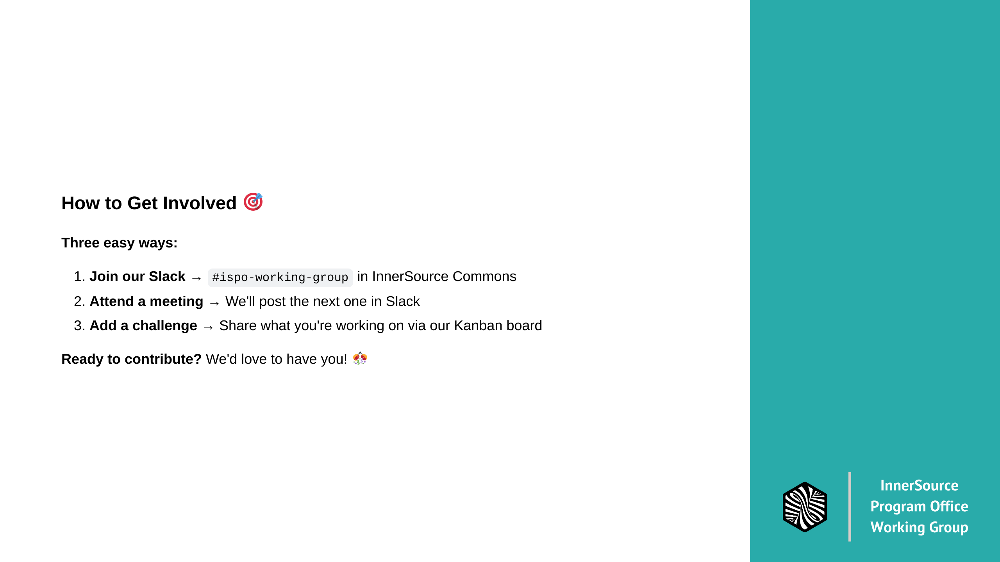 How to Get Involved 🎯
Three easy ways:
1. Join our Slack → #ispo-working-group in InnerSource Commons
2. Attend a meeting → We'll post the next one in Slack
3. Add a challenge → Share what you're working on via our Kanban board
Ready to contribute? We'd love to have you! 🎊
InnerSource
Program Office
Working Group